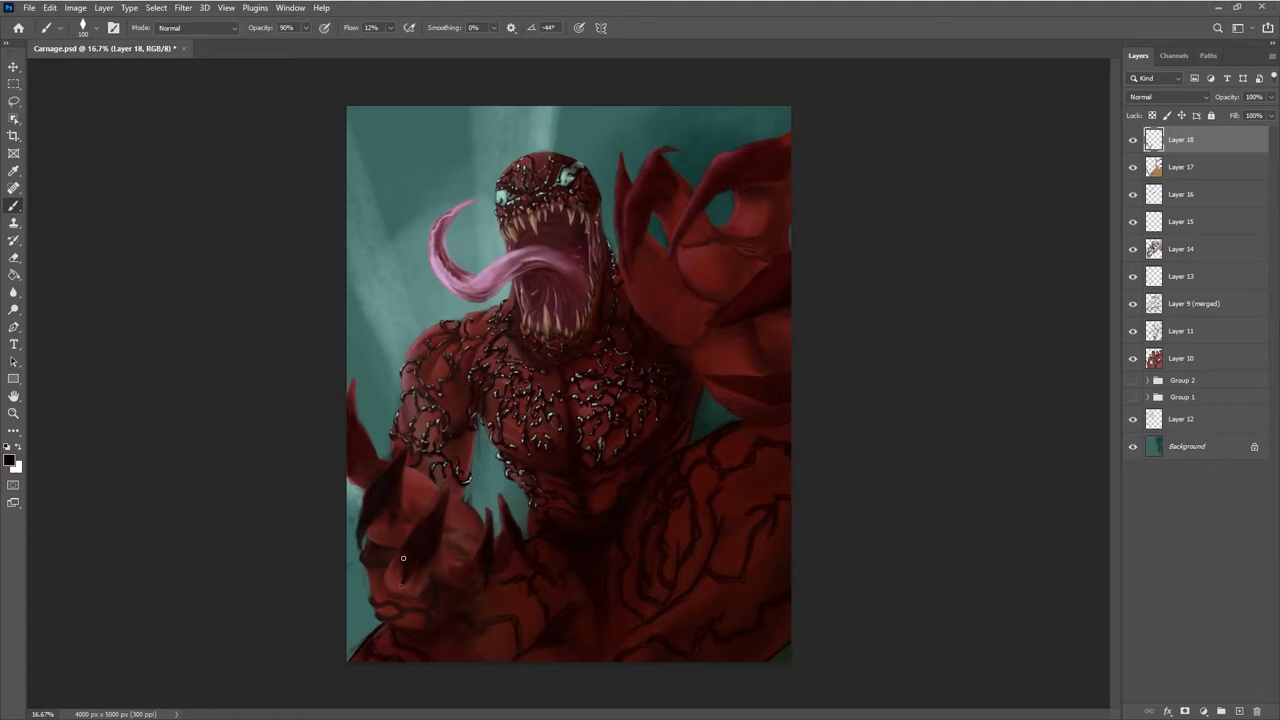 Ps File Edit Image Layer Type Select Filter 3D View Plugins Window Help
100 Mode: Normal Opacity: 90% Flow: 12% Smoothing: 0% -44°
Carnage.psd @ 16.7% (Layer 18, RGB/8) *
Layers Channels Paths
Kind
Normal Opacity: 100%
Lock: Fill: 100%
Layer 18
Layer 17
Layer 16
Layer 15
Layer 14
Layer 13
Layer 9 (merged)
Layer 11
Layer 10
Group 2
Group 1
Layer 12
Background
16.67% 4000 px x 5000 px (300 ppi)